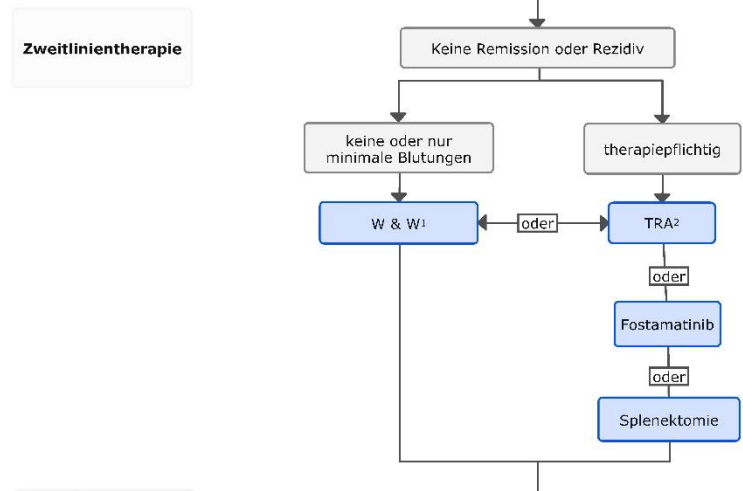 Zweitlinientherapie
Keine Remission oder Rezidiv
keine oder nur
minimale Blutungen
therapiepflichtig
W & W¹
oder
TRA²
oder
Fostamatinib
oder
Splenektomie